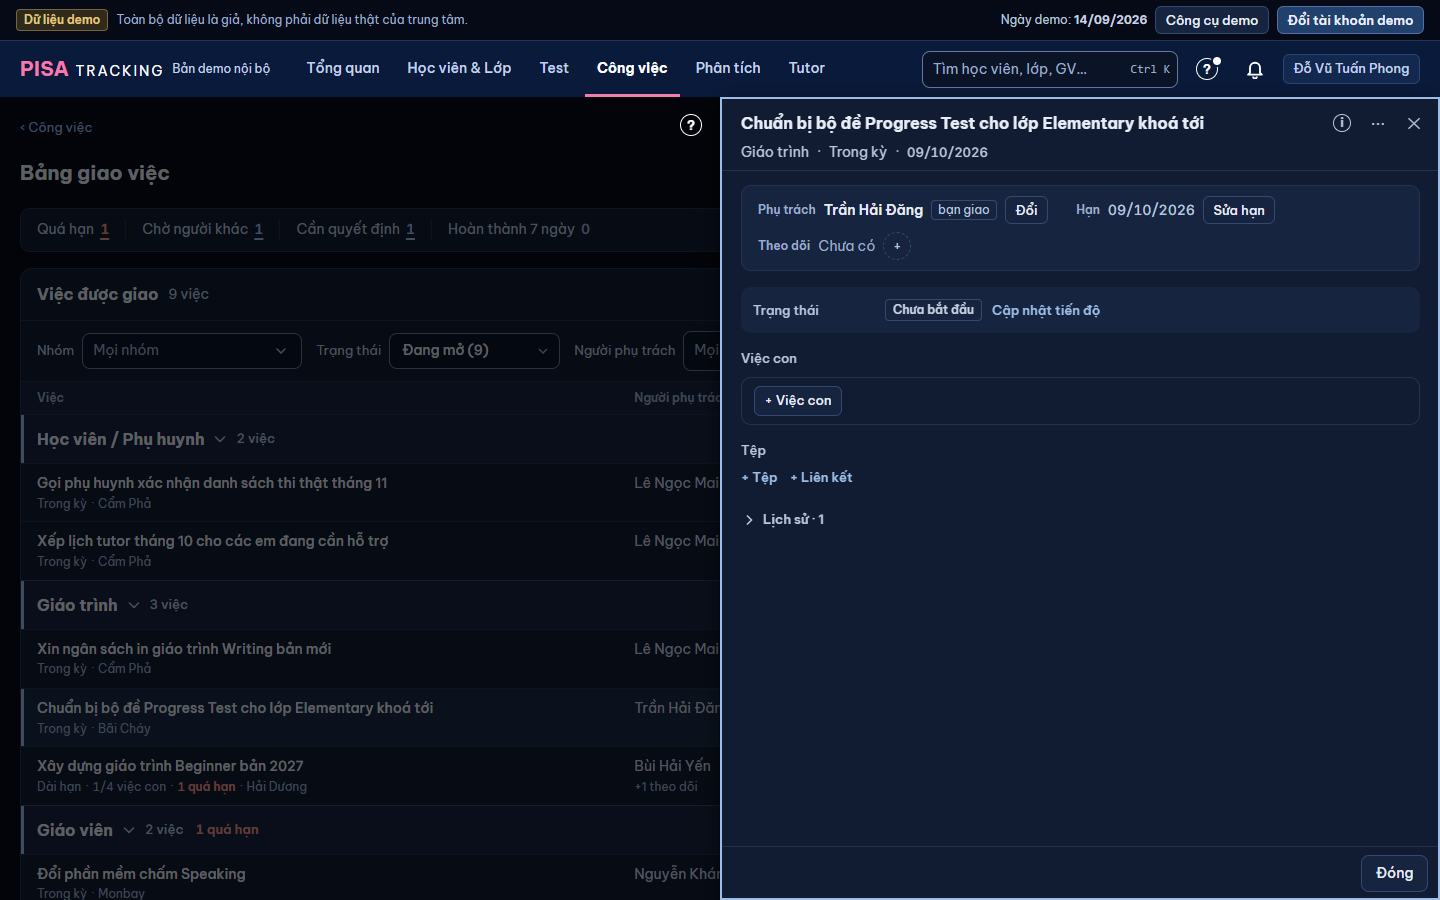 Dữ liệu demo Toàn bộ dữ liệu là giả, không phải dữ liệu thật của trung tâm. Ngày demo: 14/09/2026 Công cụ demo Đổi tài khoản demo
PISA TRACKING Bản demo nội bộ Tổng quan Học viên & Lớp Test Công việc Phân tích Tutor Tìm học viên, lớp, GV... Ctrl K ? Đỗ Vũ Tuấn Phong
‹ Công việc ?
Bảng giao việc
Quá hạn 1 Chờ người khác 1 Cần quyết định 1 Hoàn thành 7 ngày 0
Việc được giao 9 việc
Nhóm Mọi nhóm Trạng thái Đang mở (9) Người phụ trách Mọi
Việc Người phụ trác
Học viên / Phụ huynh 2 việc
Gọi phụ huynh xác nhận danh sách thi thật tháng 11 Lê Ngọc Mai
Trong kỳ · Cẩm Phả
Xếp lịch tutor tháng 10 cho các em đang cần hỗ trợ Lê Ngọc Mai
Trong kỳ · Cẩm Phả
Giáo trình 3 việc
Xin ngân sách in giáo trình Writing bản mới Lê Ngọc Mai
Trong kỳ · Cẩm Phả
Chuẩn bị bộ đề Progress Test cho lớp Elementary khoá tới Trần Hải Đăn
Trong kỳ · Bãi Cháy
Xây dựng giáo trình Beginner bản 2027 Bùi Hải Yến
Dài hạn · 1/4 việc con · 1 quá hạn · Hải Dương +1 theo dõi
Giáo viên 2 việc 1 quá hạn
Đổi phần mềm chấm Speaking Nguyễn Khán
Trong kỳ · Monbay
Chuẩn bị bộ đề Progress Test cho lớp Elementary khoá tới
Giáo trình · Trong kỳ · 09/10/2026
Phụ trách Trần Hải Đăng bạn giao Đổi Hạn 09/10/2026 Sửa hạn
Theo dõi Chưa có +
Trạng thái Chưa bắt đầu Cập nhật tiến độ
Việc con
+ Việc con
Tệp
+ Tệp + Liên kết
Lịch sử · 1
Đóng